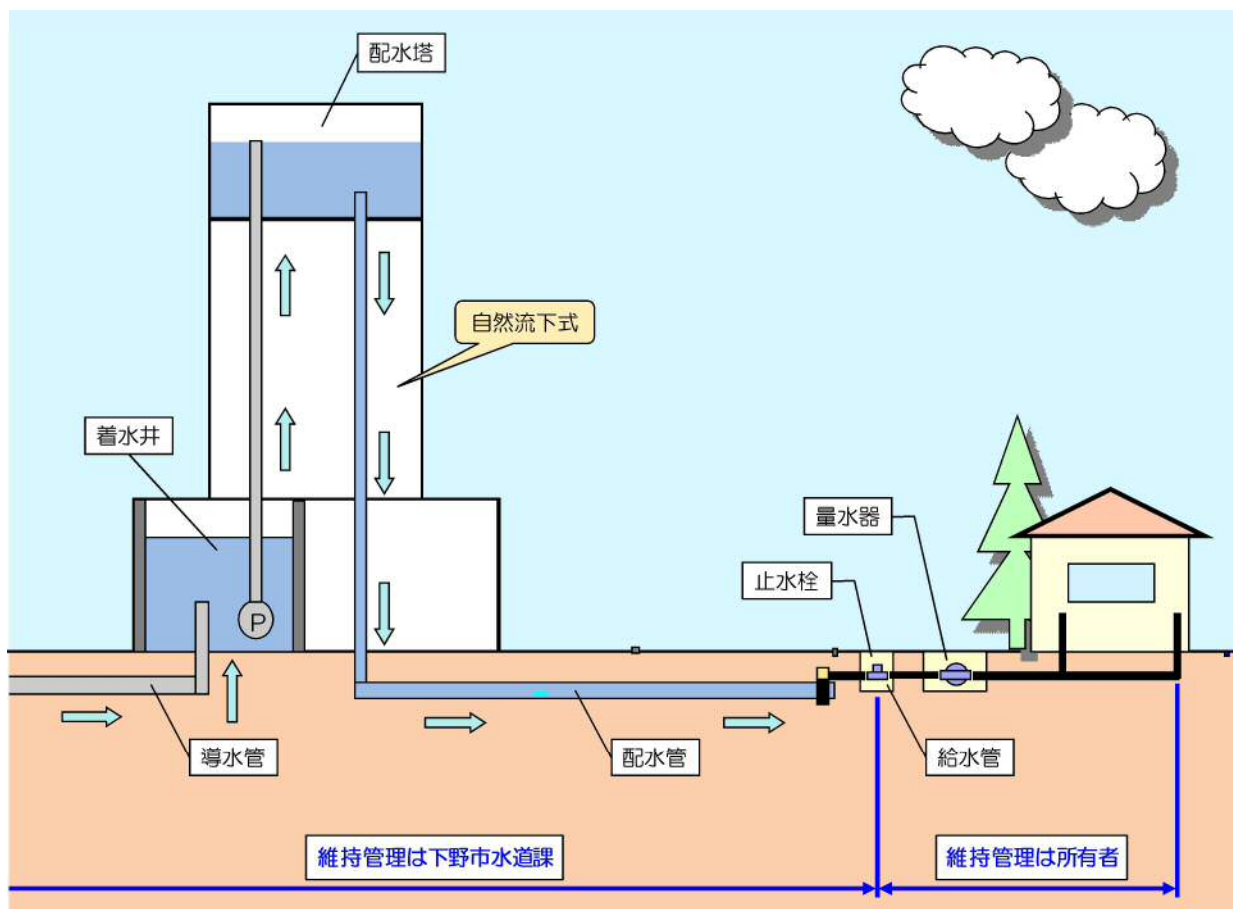 配水塔
自然流下式
着水井
量水器
止水栓
P
導水管
配水管
給水管
維持管理は下野市水道課
維持管理は所有者